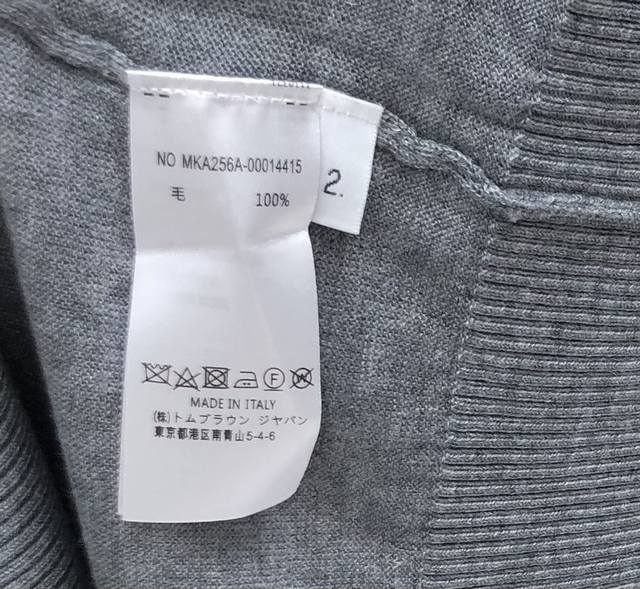 NO MKA256A-00014415
毛 100%
2.
MADE IN ITALY
(株)トムブラウン ジャパン
東京都港区南青山5-4-6